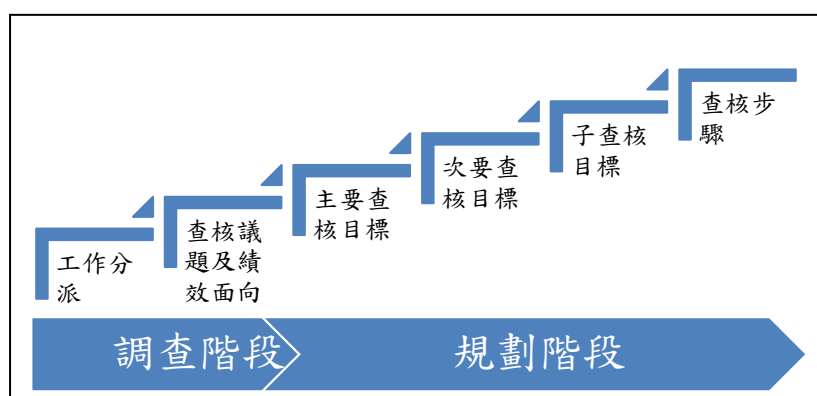 工作分
派
查核議
題及績
效面向
主要查
核目標
次要查
核目標
子查核
目標
查核步
驟
調查階段
規劃階段